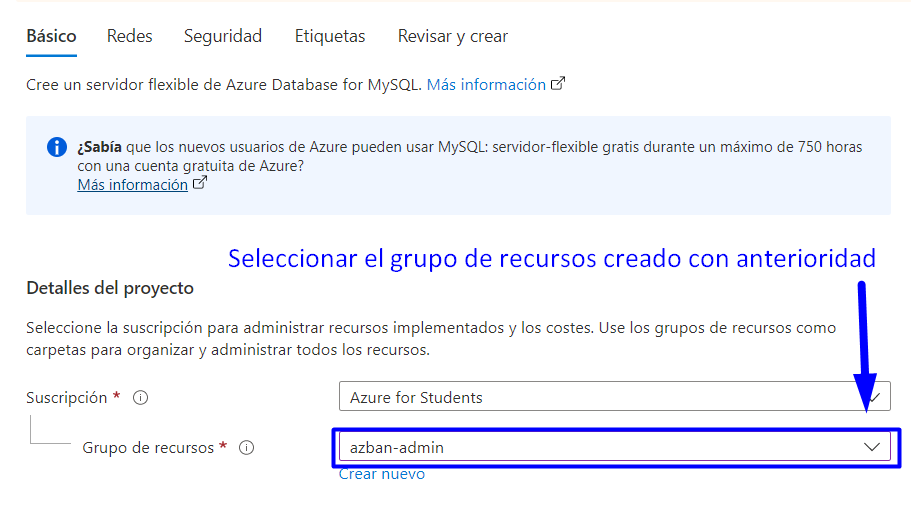 Básico Redes Seguridad Etiquetas Revisar y crear
Cree un servidor flexible de Azure Database for MySQL. Más información
¿Sabía que los nuevos usuarios de Azure pueden usar MySQL: servidor-flexible gratis durante un máximo de 750 horas
con una cuenta gratuita de Azure?
Más información
Seleccionar el grupo de recursos creado con anterioridad
Detalles del proyecto
Seleccione la suscripción para administrar recursos implementados y los costes. Use los grupos de recursos como
carpetas para organizar y administrar todos los recursos.
Suscripción * Azure for Students
Grupo de recursos * azban-admin
Crear nuevo